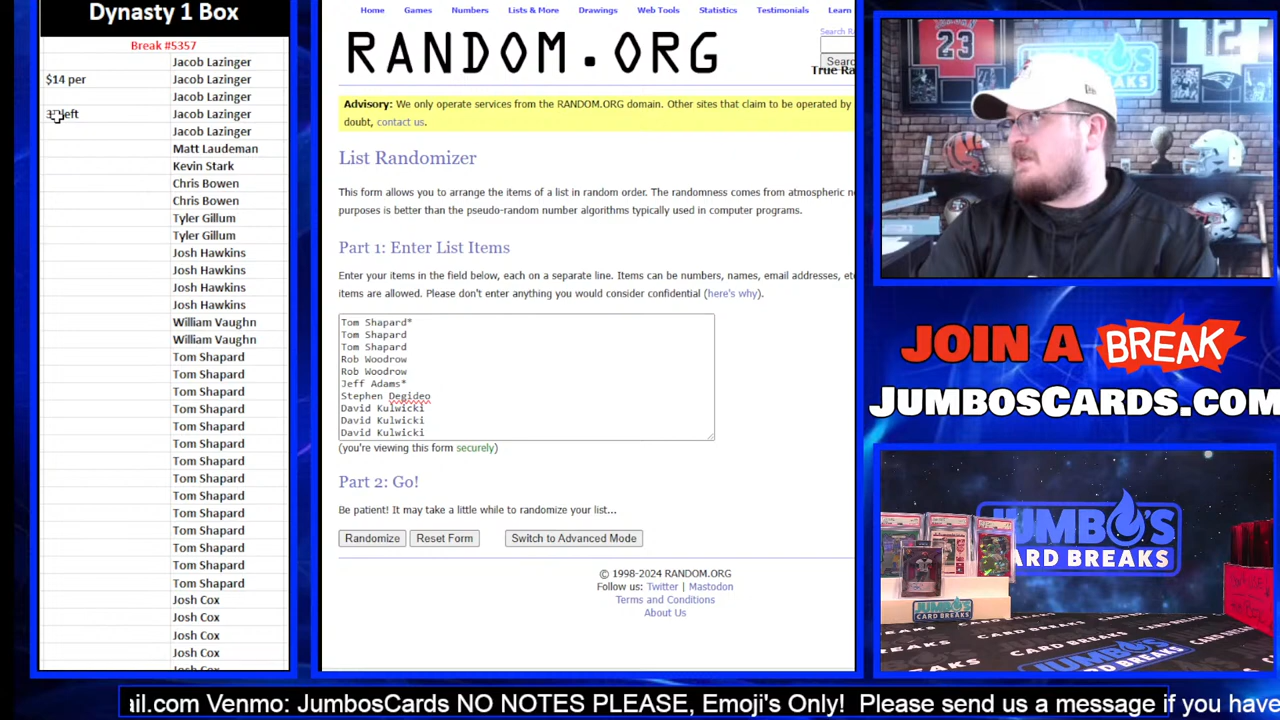 Dynasty 1 Box
Break #5357
Jacob Lazinger
$14 per Jacob Lazinger
Jacob Lazinger
left Jacob Lazinger
Jacob Lazinger
Matt Laudeman
Kevin Stark
Chris Bowen
Chris Bowen
Tyler Gillum
Tyler Gillum
Josh Hawkins
Josh Hawkins
Josh Hawkins
Josh Hawkins
William Vaughn
William Vaughn
Tom Shapard
Tom Shapard
Tom Shapard
Tom Shapard
Tom Shapard
Tom Shapard
Tom Shapard
Tom Shapard
Tom Shapard
Tom Shapard
Tom Shapard
Tom Shapard
Tom Shapard
Tom Shapard
Josh Cox
Josh Cox
Josh Cox
Josh Cox
Josh Cox
Home Games Numbers Lists & More Drawings Web Tools Statistics Testimonials Learn
RANDOM.ORG
Search
Search
True
Advisory: We only operate services from the RANDOM.ORG domain. Other sites that claim to be operated by
doubt, contact us.
List Randomizer
This form allows you to arrange the items of a list in random order. The randomness comes from atmospheric
purposes is better than the pseudo-random number algorithms typically used in computer programs.
Part 1: Enter List Items
Enter your items in the field below, each on a separate line. Items can be numbers, names, email addresses,
items are allowed. Please don't enter anything you would consider confidential (here's why).
Tom Shapard*
Tom Shapard
Tom Shapard
Rob Woodrow
Rob Woodrow
Jeff Adams*
Stephen Degideo
David Kulwicki
David Kulwicki
David Kulwicki
(you're viewing this form securely)
Part 2: Go!
Be patient! It may take a little while to randomize your list...
Randomize Reset Form Switch to Advanced Mode
© 1998-2024 RANDOM.ORG
Follow us: Twitter | Mastodon
Terms and Conditions
About Us
23
12
JOIN A BREAK
JUMBOSCARDS.COM
JUMBO'S
CARD BREAKS
ail.com Venmo: JumbosCards NO NOTES PLEASE, Emoji's Only! Please send us a message if you have